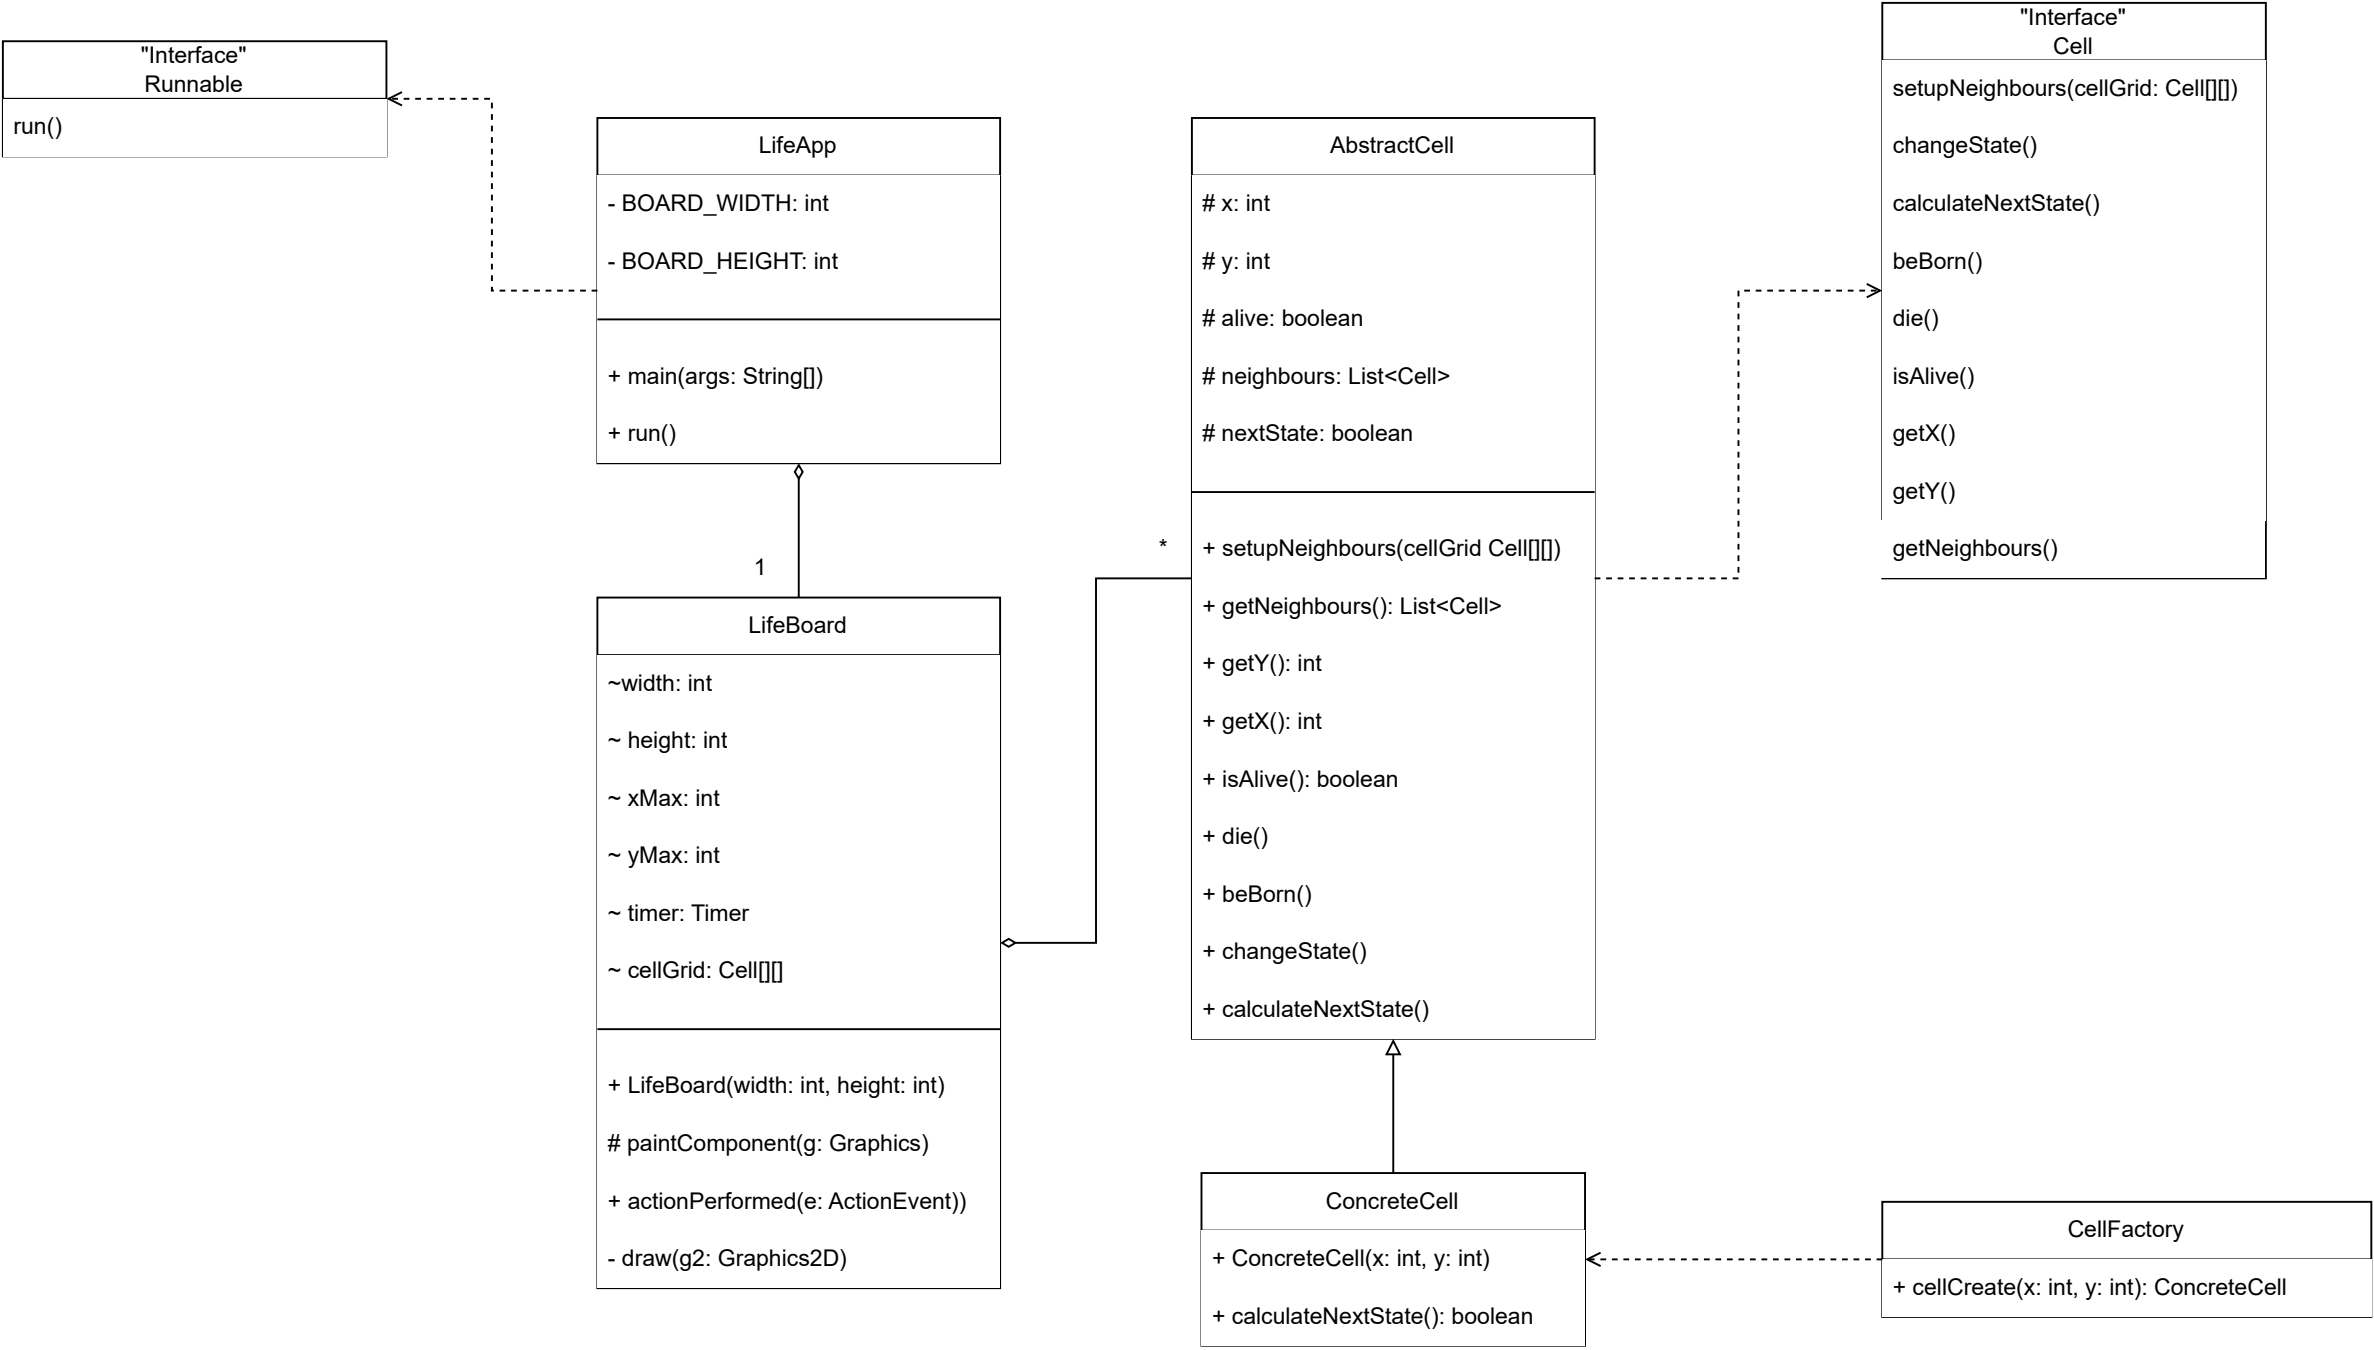 "Interface"
Runnable
run()
LifeApp
- BOARD_WIDTH: int
- BOARD_HEIGHT: int
+ main(args: String[])
+ run()
1
LifeBoard
~width: int
~ height: int
~ xMax: int
~ yMax: int
~ timer: Timer
~ cellGrid: Cell[][]
+ LifeBoard(width: int, height: int)
# paintComponent(g: Graphics)
+ actionPerformed(e: ActionEvent))
- draw(g2: Graphics2D)
*
AbstractCell
# x: int
# y: int
# alive: boolean
# neighbours: List<Cell>
# nextState: boolean
+ setupNeighbours(cellGrid Cell[][])
+ getNeighbours(): List<Cell>
+ getY(): int
+ getX(): int
+ isAlive(): boolean
+ die()
+ beBorn()
+ changeState()
+ calculateNextState()
ConcreteCell
+ ConcreteCell(x: int, y: int)
+ calculateNextState(): boolean
"Interface"
Cell
setupNeighbours(cellGrid: Cell[][])
changeState()
calculateNextState()
beBorn()
die()
isAlive()
getX()
getY()
getNeighbours()
CellFactory
+ cellCreate(x: int, y: int): ConcreteCell